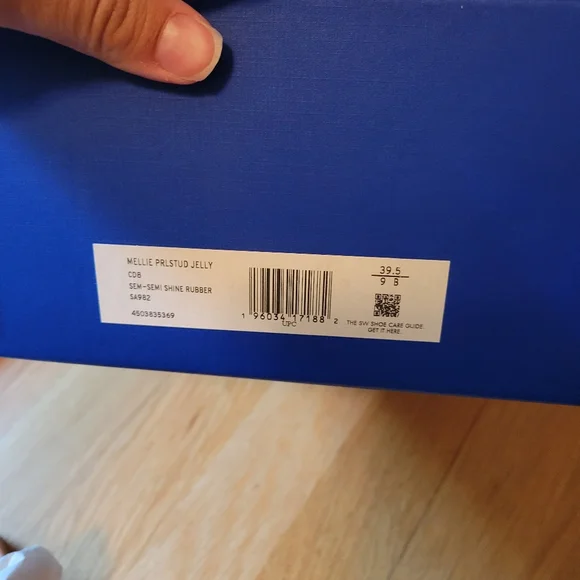 MELLIE PRLSTUD JELLY
CDB
SEM-SEMI SHINE RUBBER
SA982
4503835369
1 96034 17188 2
UPC
39.5
9 B
THE SW SHOE CARE GUIDE.
GET IT HERE.